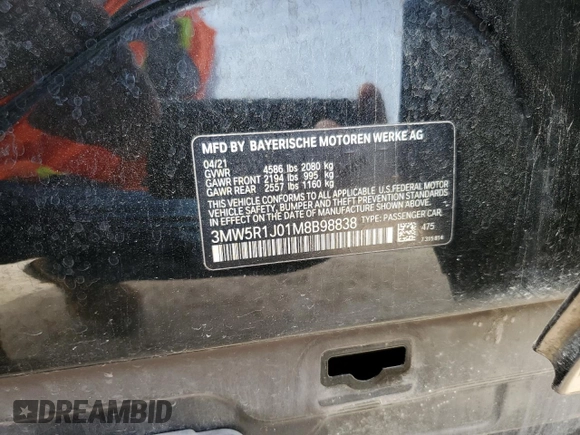 MFD BY BAYERISCHE MOTOREN WERKE AG
04/21
GVWR 4586 lbs 2080 kg
GAWR FRONT 2194 lbs 995 kg
GAWR REAR 2557 lbs 1160 kg
THIS VEHICLE CONFORMS TO ALL APPLICABLE U.S.FEDERAL MOTOR
VEHICLE SAFETY, BUMPER, AND THEFT PREVENTION
STANDARDS IN EFFECT ON THE DATE OF MANUFACTURE SHOWN ABOVE.
3MW5R1J01M8B98838 TYPE: PASSENGER CAR.
475
DREAMBID